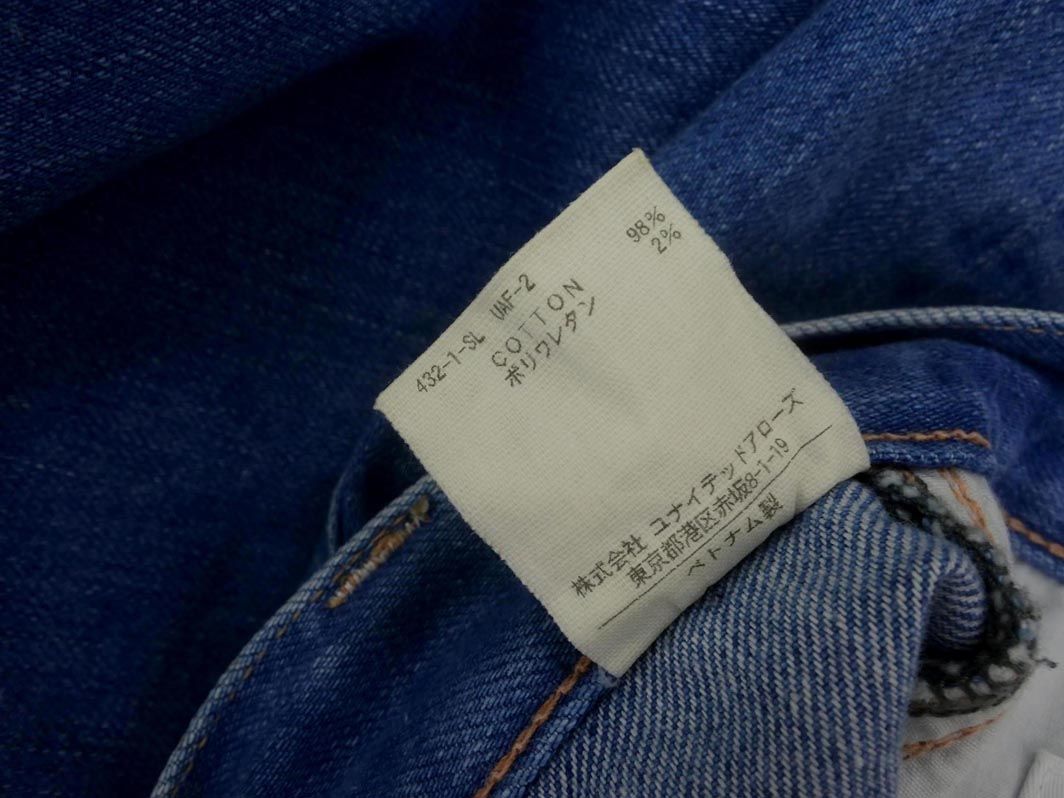 432-1-SL UAF-2
COTTON 98%
ポリウレタン 2%
株式会社 ユナイテッドアローズ
東京都港区赤坂8-1-19
ベトナム製